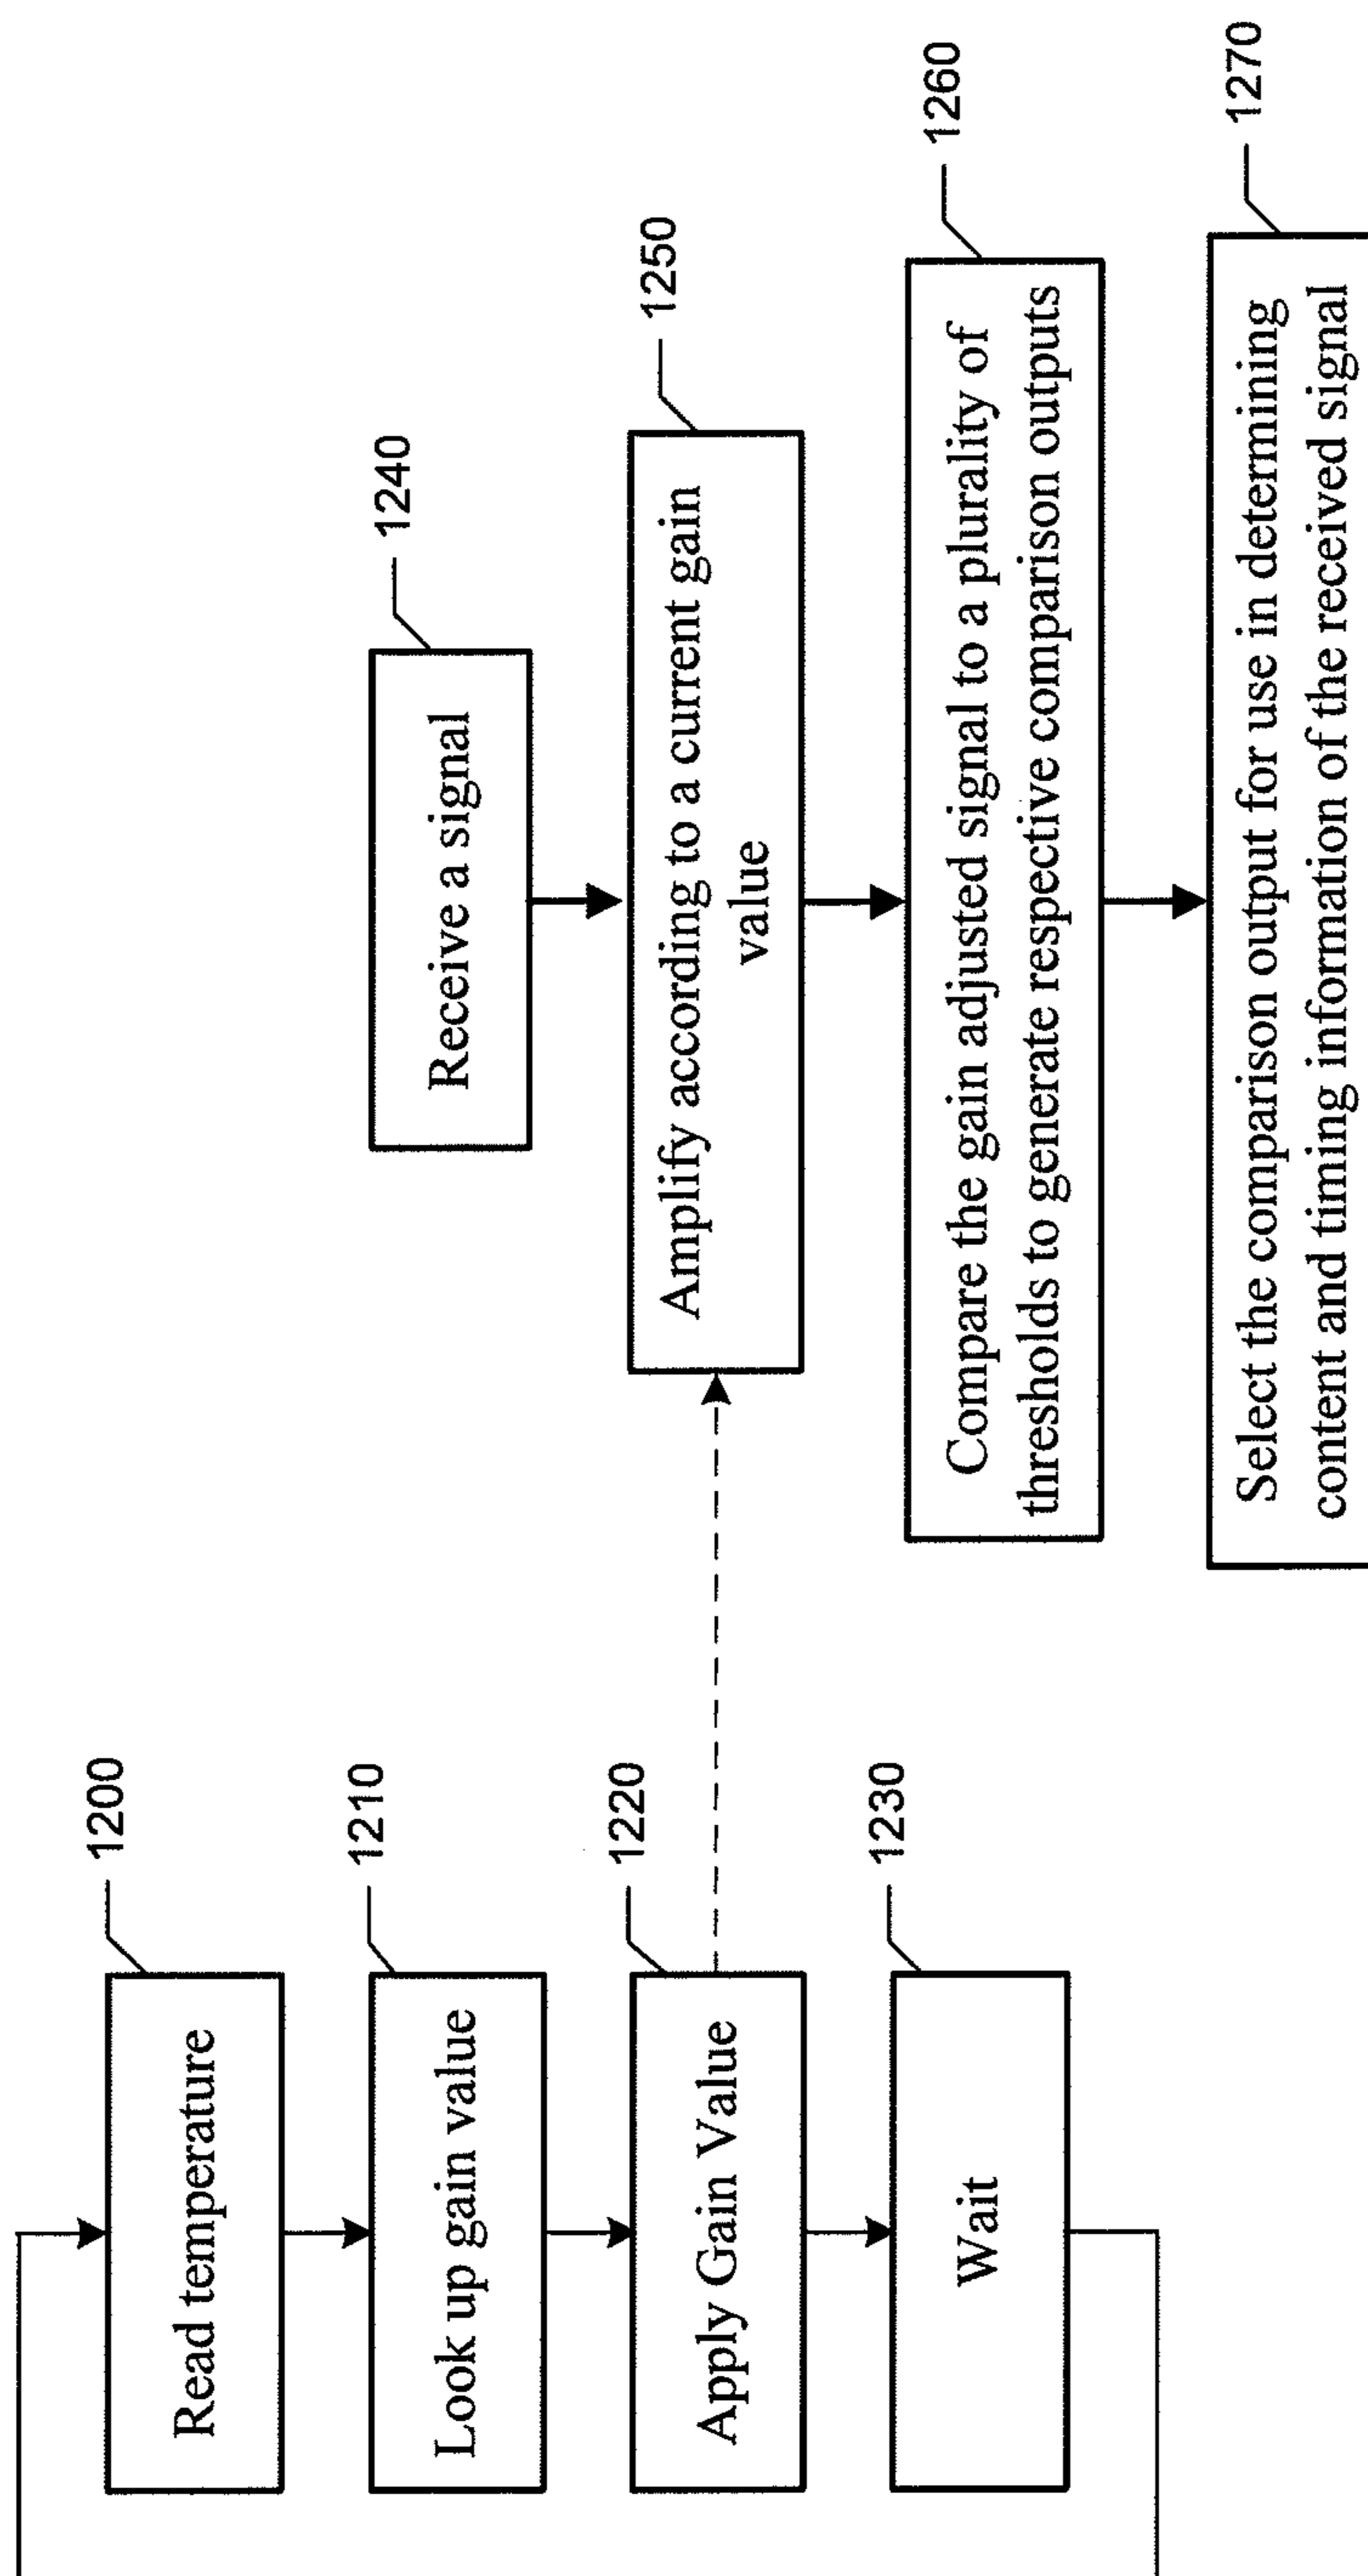 1200
Read temperature
1210
Look up gain value
1220
Apply Gain Value
1230
Wait
1240
Receive a signal
1250
Amplify according to a current gain
value
1260
Compare the gain adjusted signal to a plurality of
thresholds to generate respective comparison outputs
1270
Select the comparison output for use in determining
content and timing information of the received signal